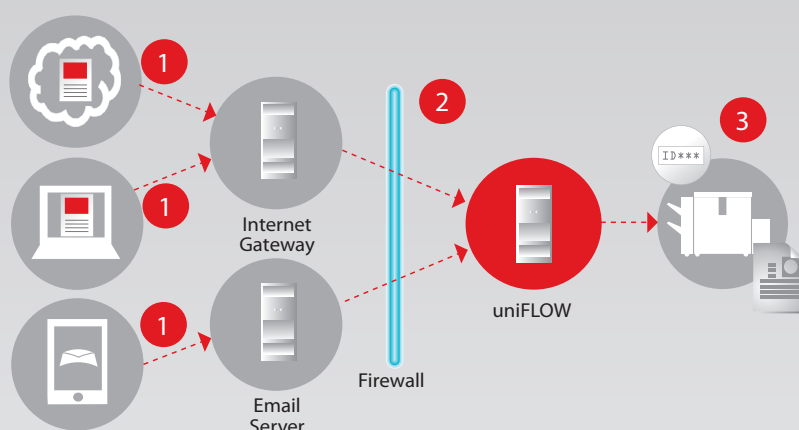 1
2
3
ID***
1
Internet
Gateway
uniFLOW
1
Firewall
Email
Server